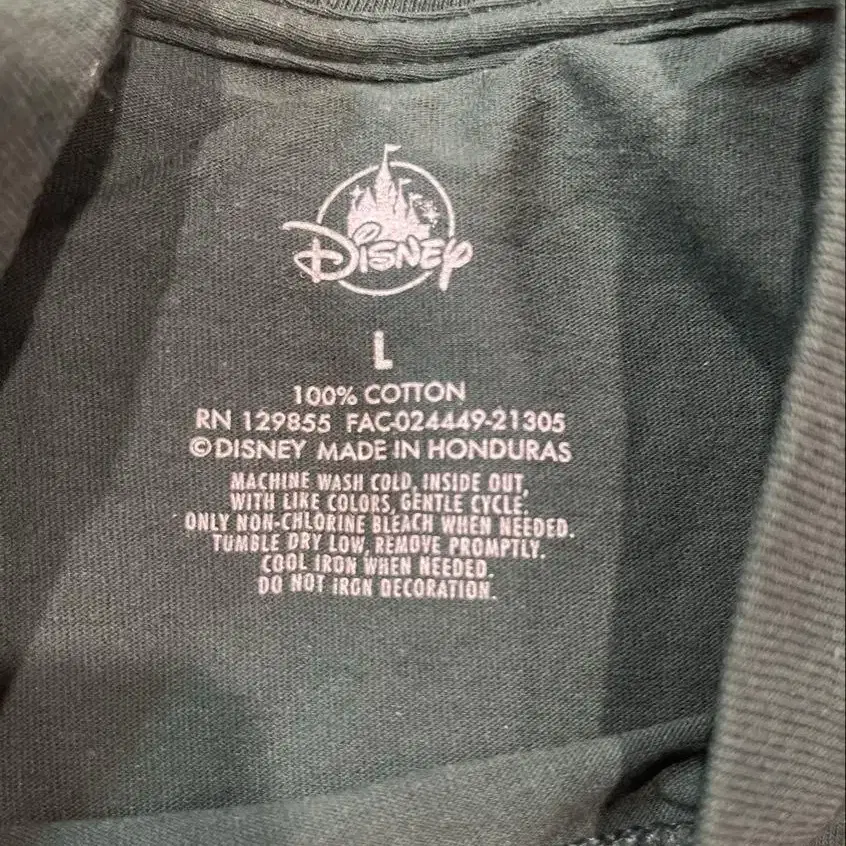 DISNEY
L
100% COTTON
RN 129855 FAC-024449-21305
©DISNEY MADE IN HONDURAS
MACHINE WASH COLD, INSIDE OUT,
WITH LIKE COLORS, GENTLE CYCLE.
ONLY NON-CHLORINE BLEACH WHEN NEEDED.
TUMBLE DRY LOW, REMOVE PROMPTLY.
COOL IRON WHEN NEEDED.
DO NOT IRON DECORATION.